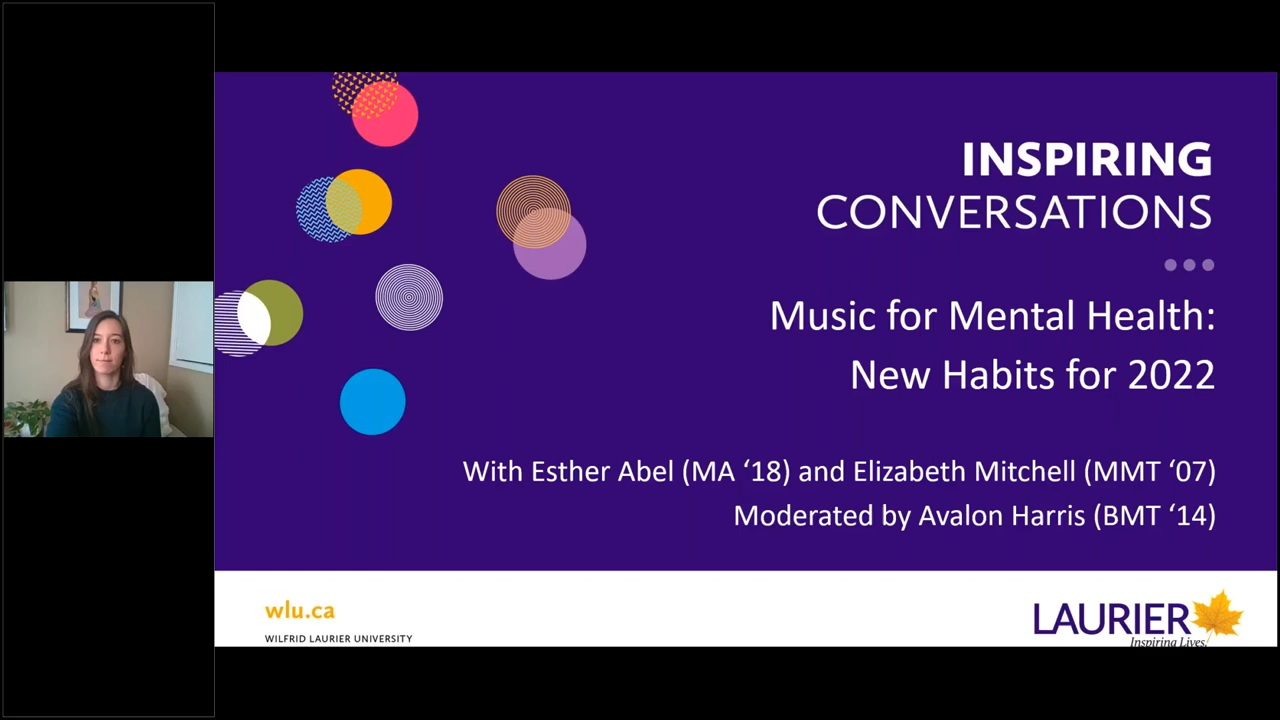 INSPIRING
CONVERSATIONS
Music for Mental Health:
New Habits for 2022
With Esther Abel (MA ‘18) and Elizabeth Mitchell (MMT ‘07)
Moderated by Avalon Harris (BMT ‘14)
wlu.ca
WILFRID LAURIER UNIVERSITY
LAURIER
Inspiring Lives.